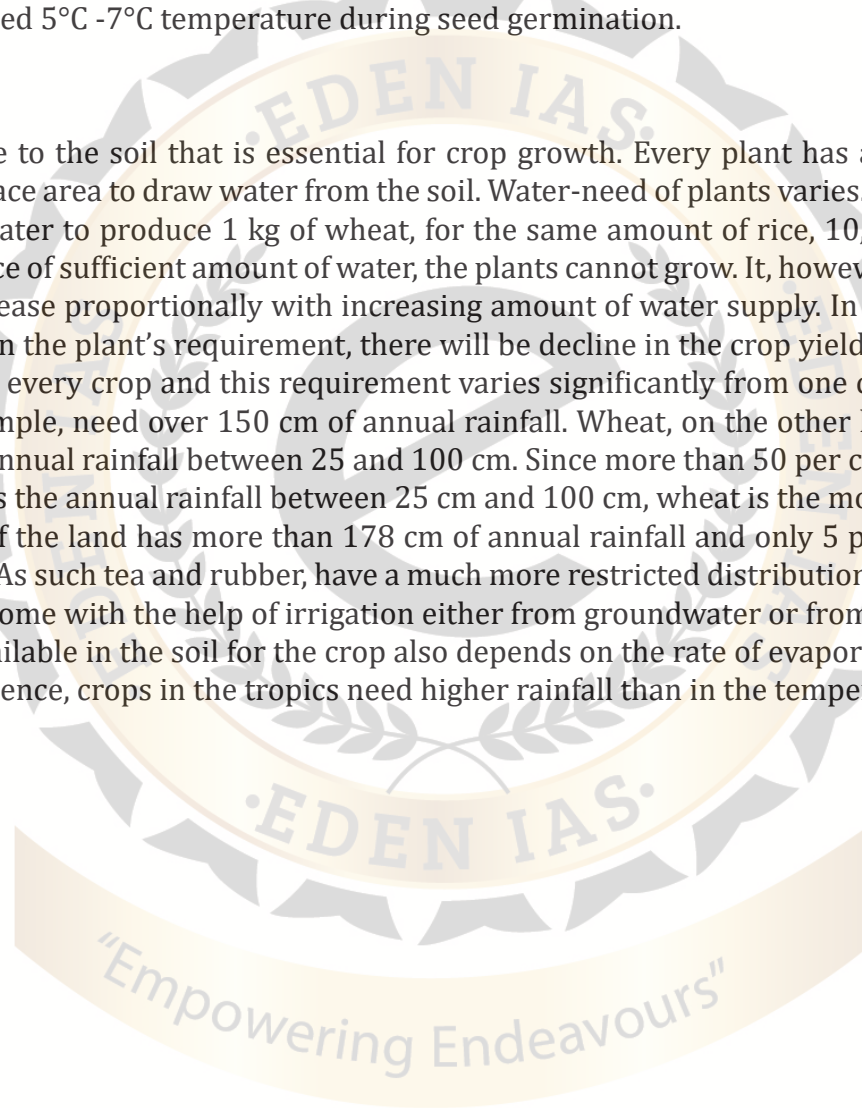 ed 5°C -7°C temperature during seed germination.
e to the soil that is essential for crop growth. Every plant has a
ace area to draw water from the soil. Water-need of plants varies.
ater to produce 1 kg of wheat, for the same amount of rice, 10,
ce of sufficient amount of water, the plants cannot grow. It, howev
ease proportionally with increasing amount of water supply. In
n the plant's requirement, there will be decline in the crop yield
every crop and this requirement varies significantly from one c
mple, need over 150 cm of annual rainfall. Wheat, on the other
nnual rainfall between 25 and 100 cm. Since more than 50 per c
s the annual rainfall between 25 cm and 100 cm, wheat is the mo
f the land has more than 178 cm of annual rainfall and only 5 p
As such tea and rubber, have a much more restricted distribution
ome with the help of irrigation either from groundwater or from
ilable in the soil for the crop also depends on the rate of evapor
ence, crops in the tropics need higher rainfall than in the tempe
·EDEN IAS·
EDEN IAS
EDEN IAS
·EDEN IAS·
"Empowering Endeavours"